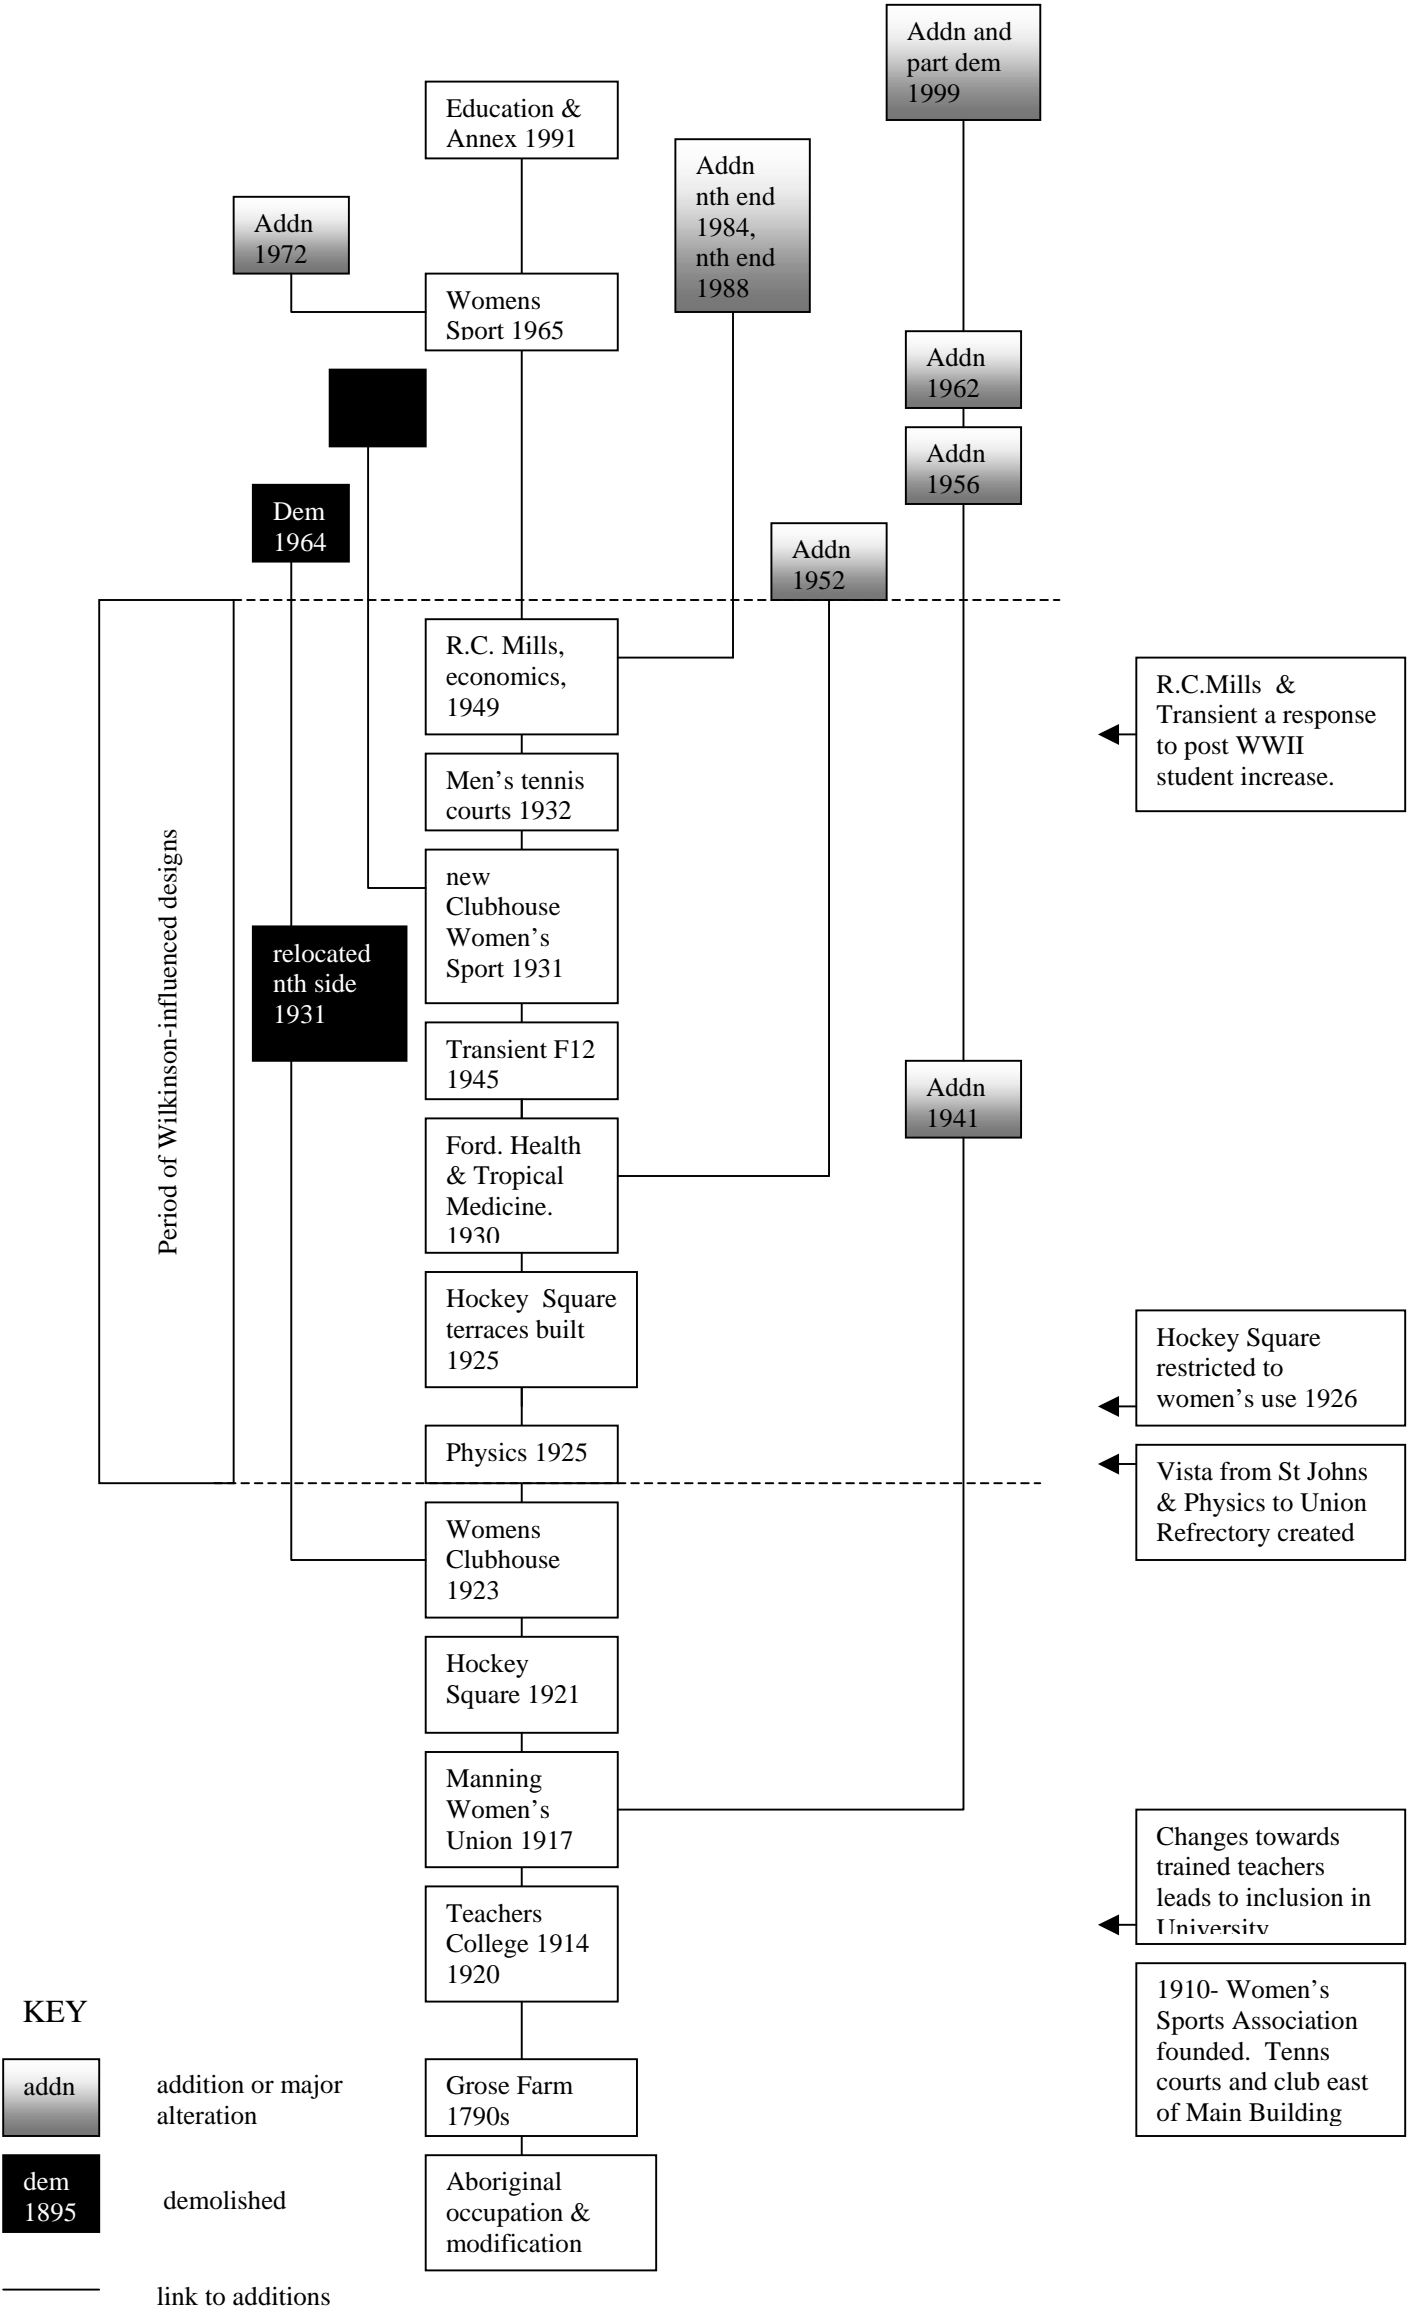 Addn and
part dem
1999
Education &
Annex 1991
Addn
nth end
1984,
nth end
1988
Addn
1972
Womens
Sport 1965
Addn
1962
Addn
1956
Dem
1964
Addn
1952
R.C. Mills,
economics,
1949
R.C.Mills &
Transient a response
to post WWII
student increase.
Men’s tennis
courts 1932
Period of Wilkinson-influenced designs
new
Clubhouse
Women’s
Sport 1931
relocated
nth side
1931
Transient F12
1945
Addn
1941
Ford. Health
& Tropical
Medicine.
1930
Hockey Square
terraces built
1925
Hockey Square
restricted to
women’s use 1926
Physics 1925
Vista from St Johns
& Physics to Union
Refrectory created
Womens
Clubhouse
1923
Hockey
Square 1921
Manning
Women’s
Union 1917
Changes towards
trained teachers
leads to inclusion in
University
Teachers
College 1914
1920
1910- Women’s
Sports Association
founded. Tenns
courts and club east
of Main Building
KEY
addn
addition or major
alteration
Grose Farm
1790s
dem
1895
demolished
Aboriginal
occupation &
modification
link to additions